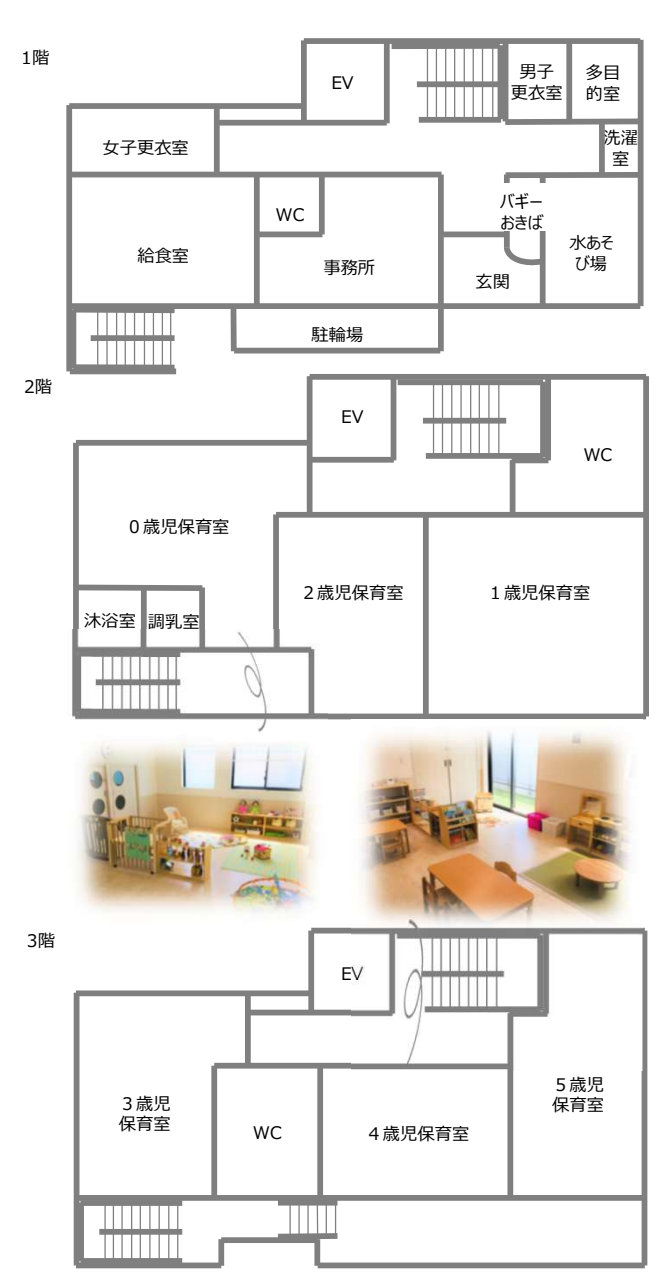 1階
EV
男子
更衣室
多目
的室
女子更衣室
洗濯
室
WC
バギー
おきば
給食室
事務所
水あそ
び場
玄関
駐輪場
2階
EV
WC
０歳児保育室
２歳児保育室
１歳児保育室
沐浴室
調乳室
3階
EV
３歳児
保育室
WC
４歳児保育室
５歳児
保育室